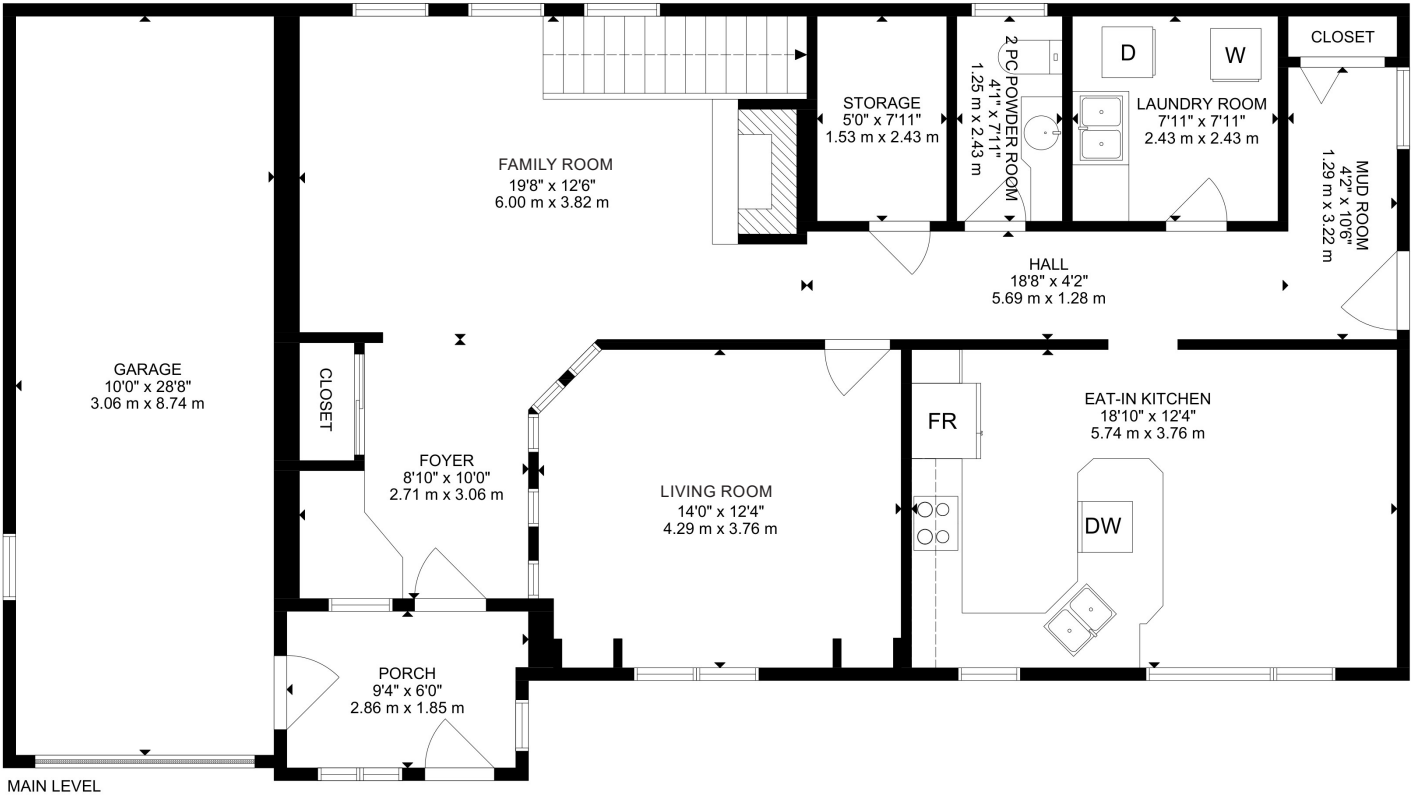 CLOSET
D
W
2 PC POWDER ROOM
4'1" x 7'11"
1.25 m x 2.43 m
STORAGE
5'0" x 7'11"
1.53 m x 2.43 m
LAUNDRY ROOM
7'11" x 7'11"
2.43 m x 2.43 m
FAMILY ROOM
19'8" x 12'6"
6.00 m x 3.82 m
MUD ROOM
4'2" x 10'6"
1.29 m x 3.22 m
HALL
18'8" x 4'2"
5.69 m x 1.28 m
GARAGE
10'0" x 28'8"
3.06 m x 8.74 m
CLOSET
EAT-IN KITCHEN
18'10" x 12'4"
5.74 m x 3.76 m
FR
FOYER
8'10" x 10'0"
2.71 m x 3.06 m
LIVING ROOM
14'0" x 12'4"
4.29 m x 3.76 m
DW
PORCH
9'4" x 6'0"
2.86 m x 1.85 m
MAIN LEVEL